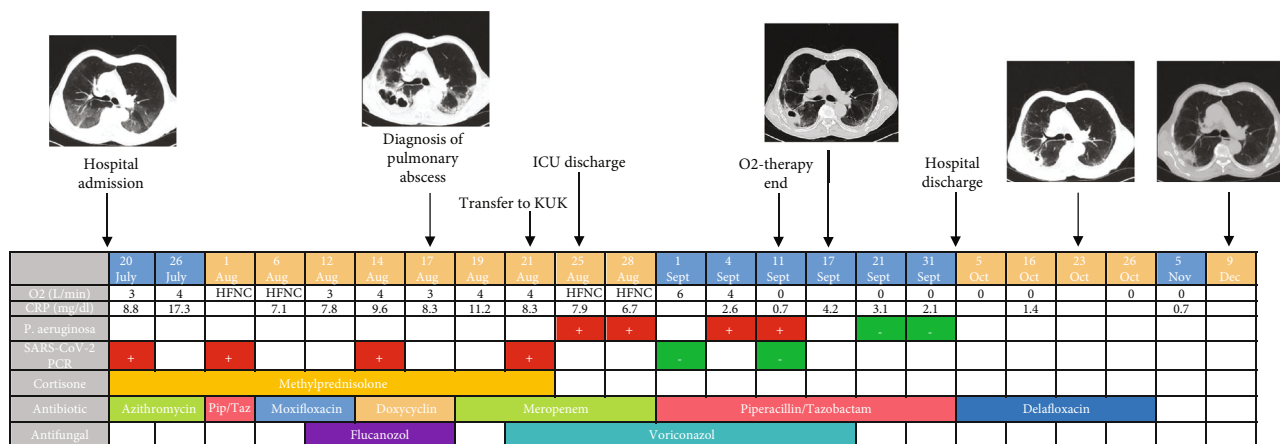 Hospital
admission
Diagnosis of
pulmonary
abscess
Transfer to KUK
ICU discharge
O2-therapy
end
Hospital
discharge
20 July 26 July 1 Aug 6 Aug 12 Aug 14 Aug 17 Aug 19 Aug 21 Aug 25 Aug 28 Aug 1 Sept 4 Sept 11 Sept 17 Sept 21 Sept 31 Sept 5 Oct 16 Oct 23 Oct 26 Oct 5 Nov 9 Dec
O2 (L/min) 3 4 HFNC HFNC 3 4 3 4 4 HFNC HFNC 6 4 0 0 0 0 0 0 0
CRP (mg/dl) 8.8 17.3 7.1 7.8 9.6 8.3 11.2 8.3 7.9 6.7 2.6 0.7 4.2 3.1 2.1 1.4 0.7
P. aeruginosa + + + + - -
SARS-CoV-2
PCR + + + + - -
Cortisone Methylprednisolone
Antibiotic Azithromycin Pip/Taz Moxifloxacin Doxycyclin Meropenem Piperacillin/Tazobactam Delafloxacin
Antifungal Flucanozol Voriconazol